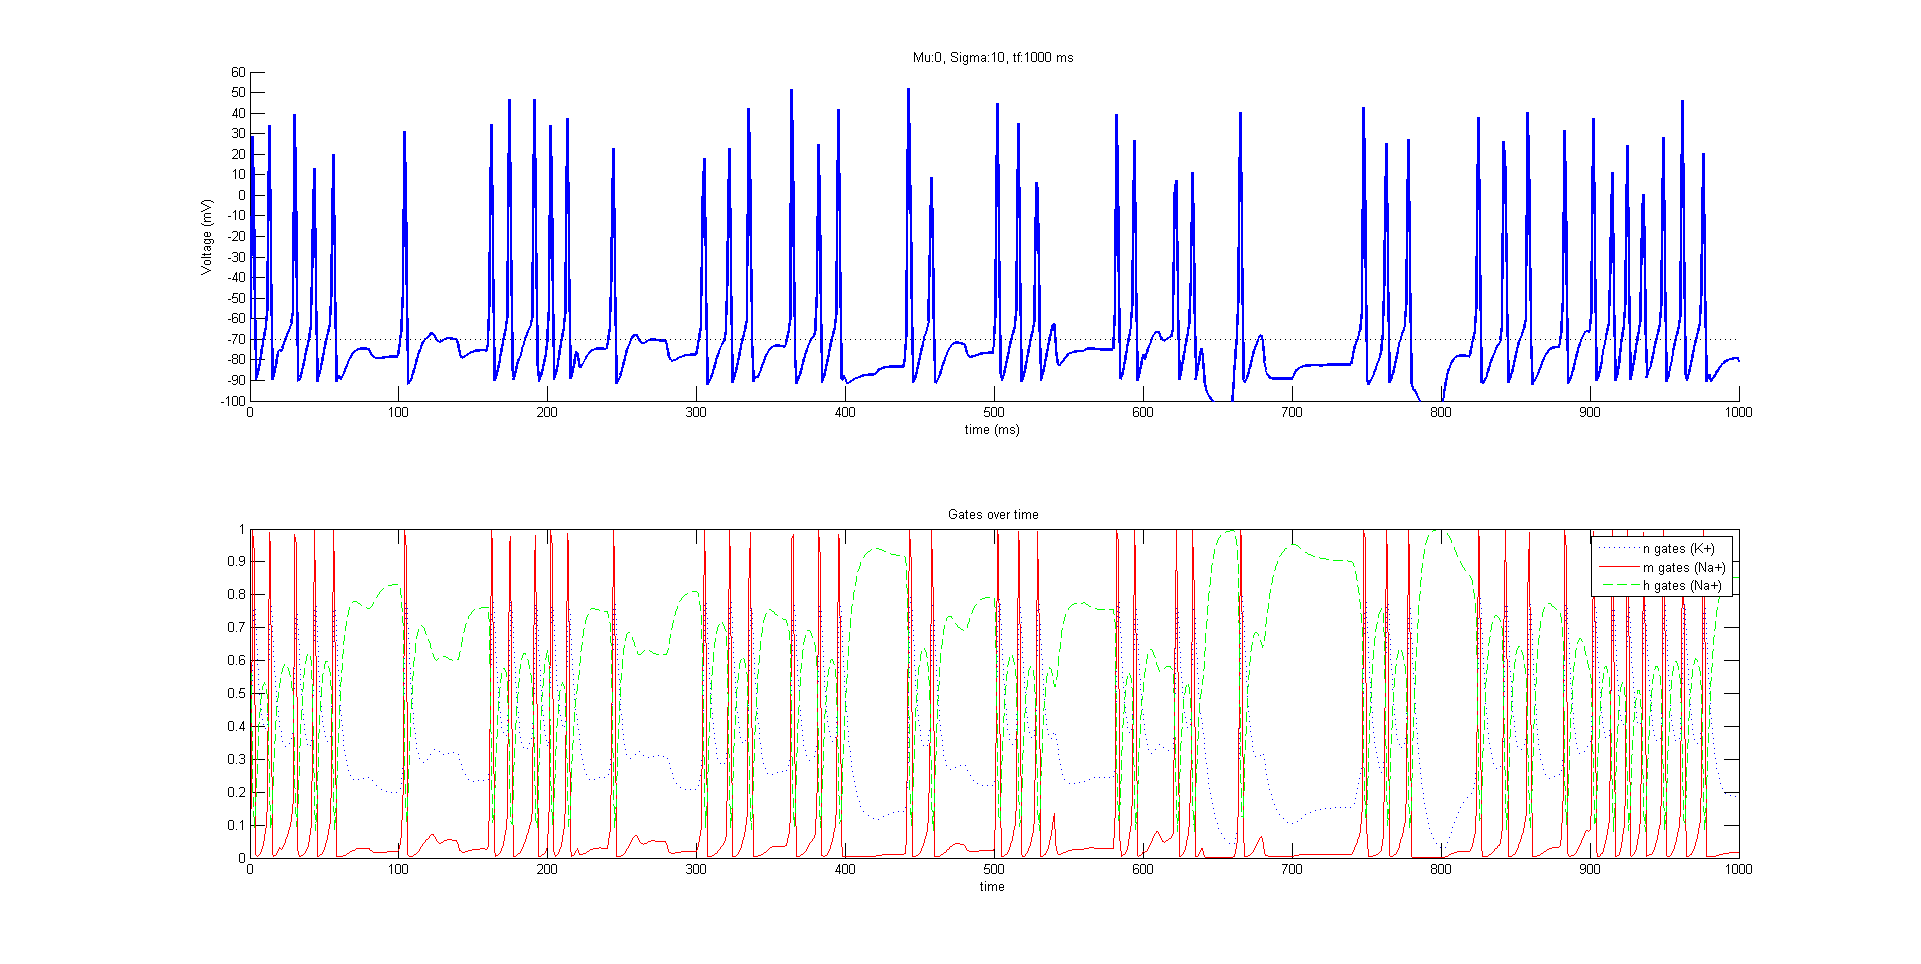 Mu:0, Sigma:10, tf:1000 ms
60
50
40
30
20
10
0
-10
-20
-30
-40
-50
-60
-70
-80
-90
-100
Voltage (mV)
0 100 200 300 400 500 600 700 800 900 1000
time (ms)
Gates over time
1
0.9
0.8
0.7
0.6
0.5
0.4
0.3
0.2
0.1
0
n gates (K+)
m gates (Na+)
h gates (Na+)
0 100 200 300 400 500 600 700 800 900 1000
time